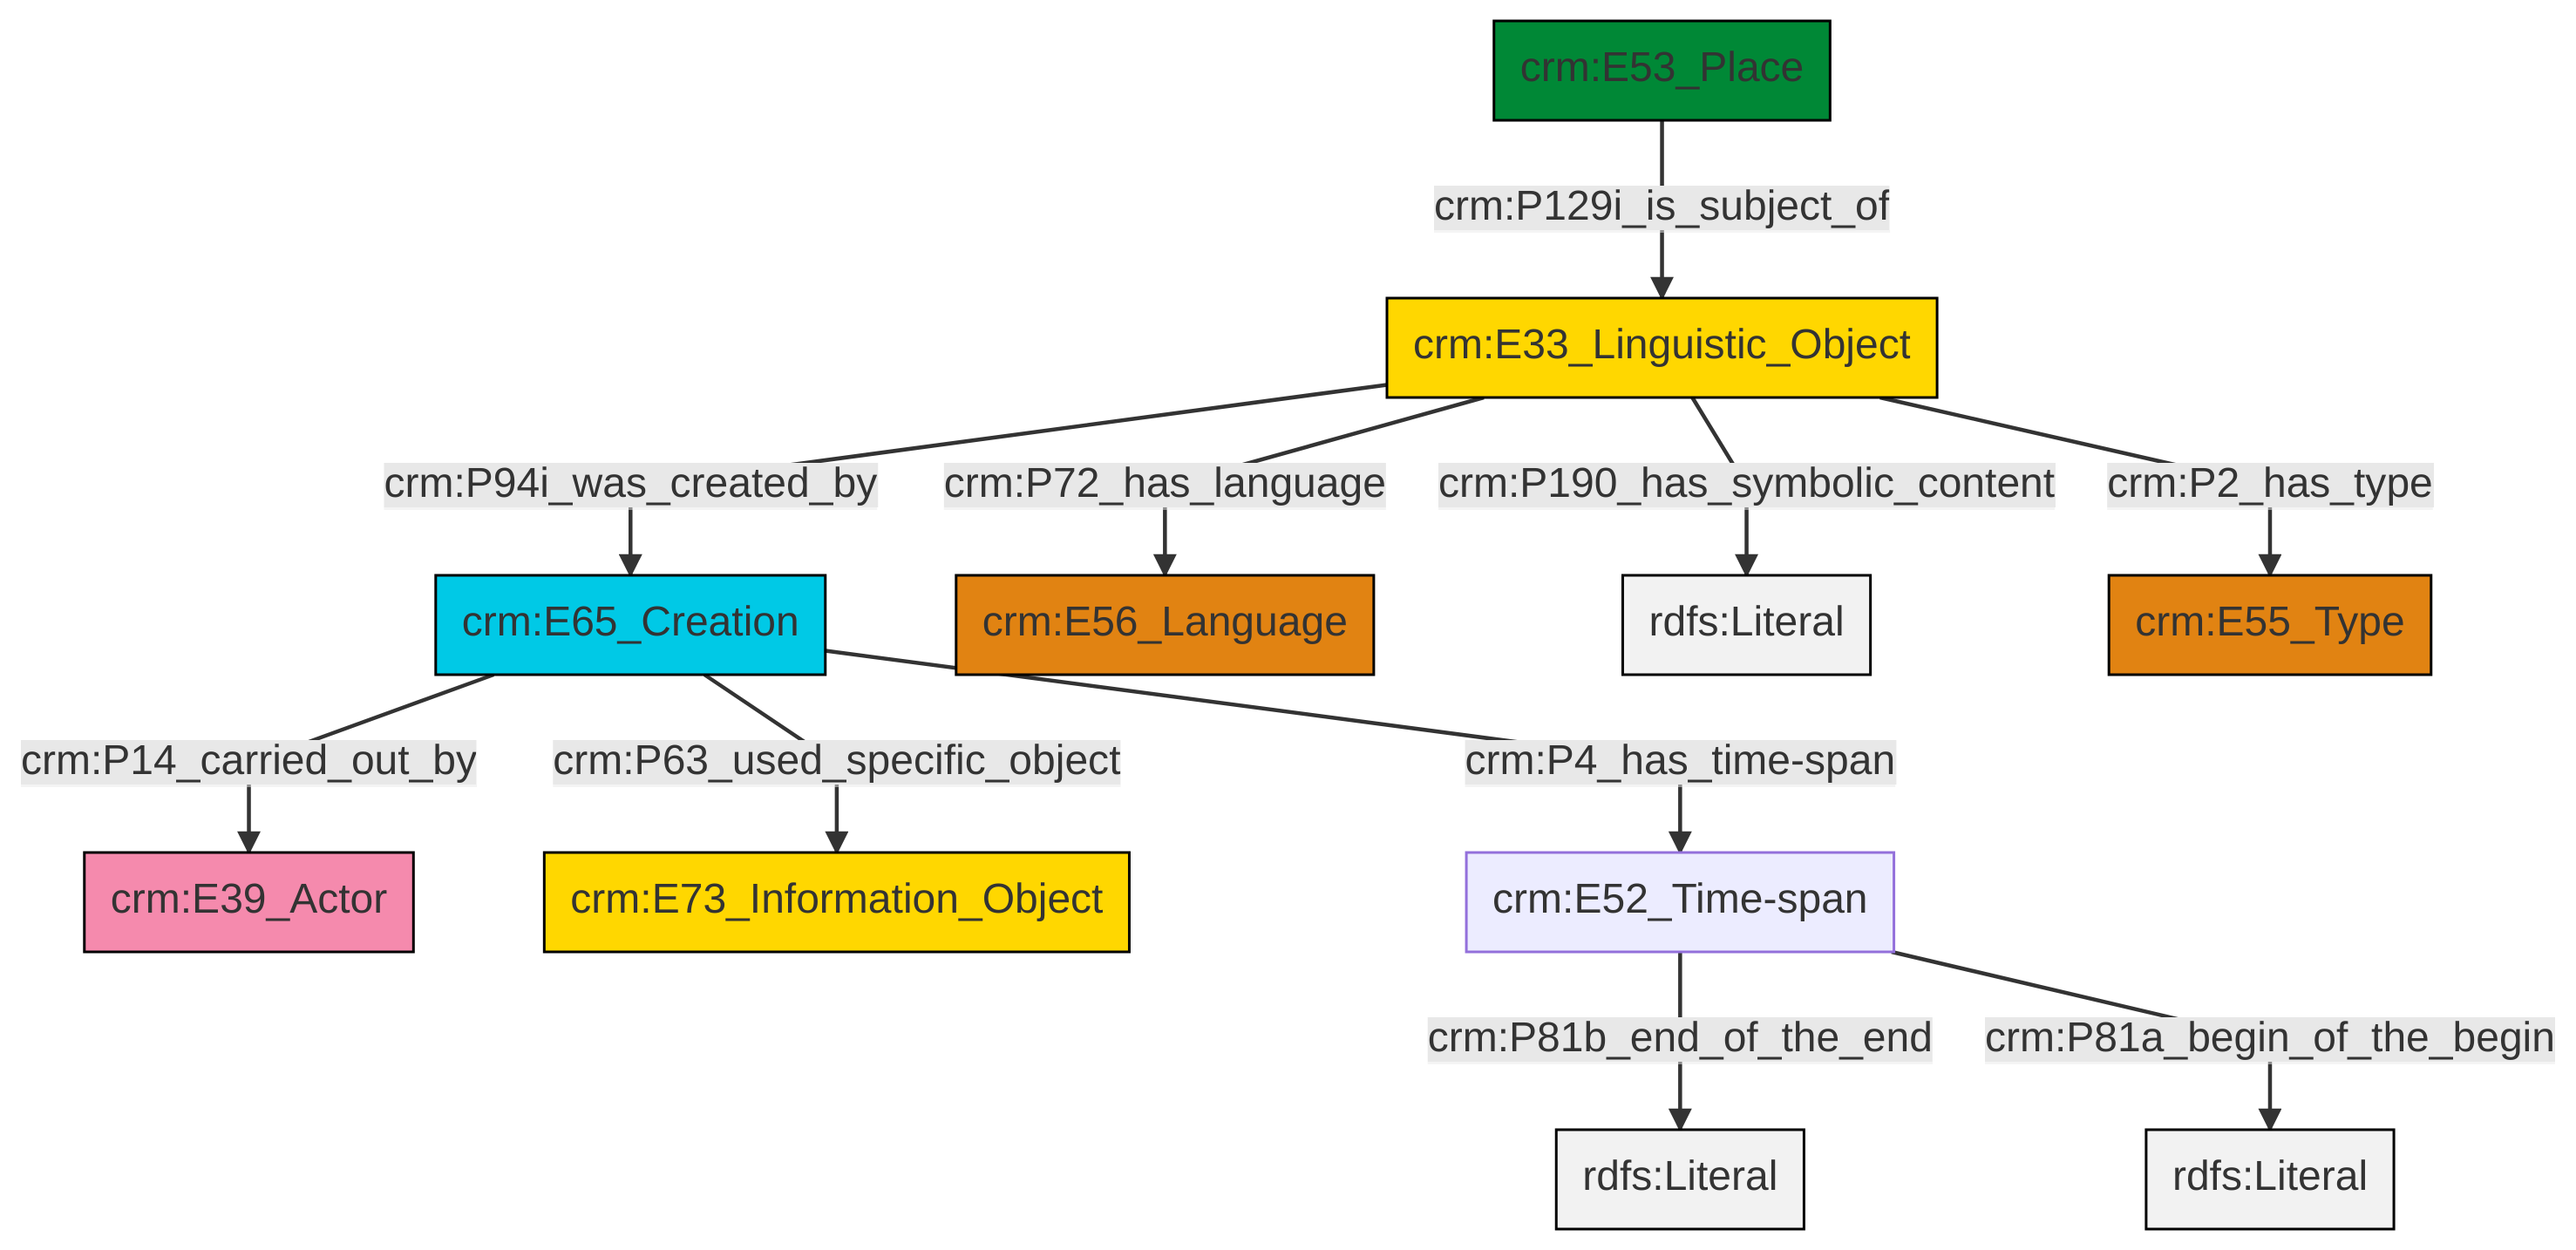 crm:E53_Place
crm:P129i_is_subject_of
crm:E33_Linguistic_Object
crm:P94i_was_created_by
crm:P72_has_language
crm:P190_has_symbolic_content
crm:P2_has_type
crm:E65_Creation
crm:E56_Language
rdfs:Literal
crm:E55_Type
crm:P14_carried_out_by
crm:P63_used_specific_object
crm:P4_has_time-span
crm:E39_Actor
crm:E73_Information_Object
crm:E52_Time-span
crm:P81b_end_of_the_end
crm:P81a_begin_of_the_begin
rdfs:Literal
rdfs:Literal